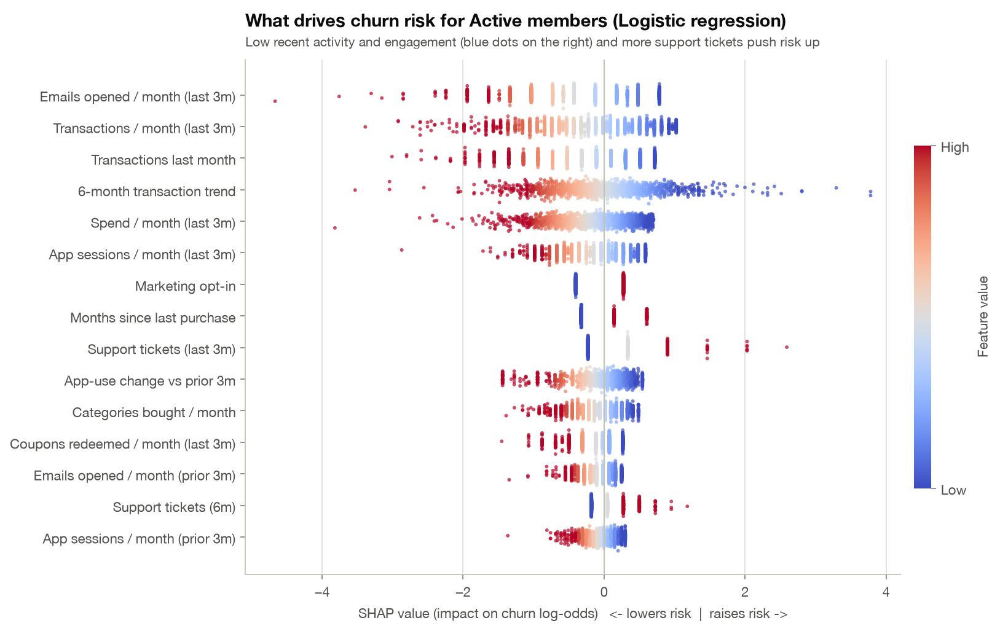 What drives churn risk for Active members (Logistic regression)
Low recent activity and engagement (blue dots on the right) and more support tickets push risk up
Emails opened / month (last 3m)
Transactions / month (last 3m)
Transactions last month
6-month transaction trend
Spend / month (last 3m)
App sessions / month (last 3m)
Marketing opt-in
Months since last purchase
Support tickets (last 3m)
App-use change vs prior 3m
Categories bought / month
Coupons redeemed / month (last 3m)
Emails opened / month (prior 3m)
Support tickets (6m)
App sessions / month (prior 3m)
−4
−2
0
2
4
SHAP value (impact on churn log-odds)   <- lowers risk  |  raises risk ->
High
Feature value
Low